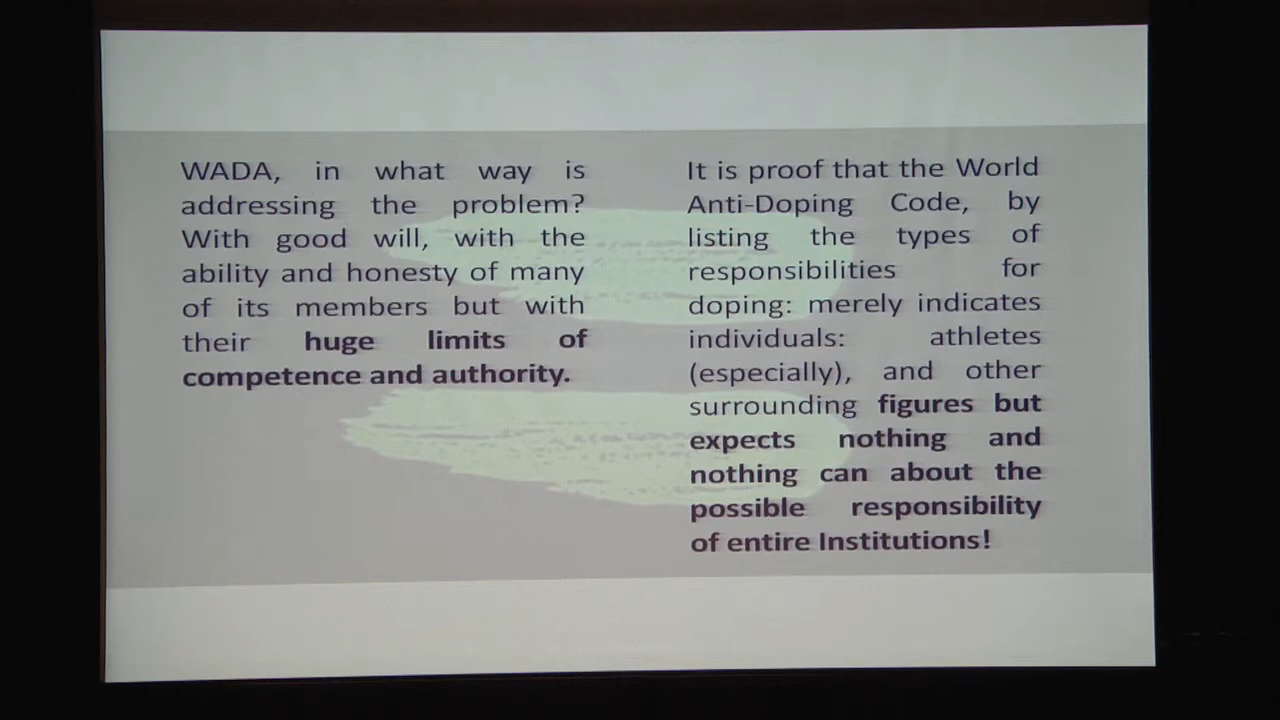 WADA, in what way is
addressing the problem?
With good will, with the
ability and honesty of many
of its members but with
their huge limits of
competence and authority.
It is proof that the World
Anti-Doping Code, by
listing the types of
responsibilities for
doping: merely indicates
individuals: athletes
(especially), and other
surrounding figures but
expects nothing and
nothing can about the
possible responsibility
of entire Institutions!